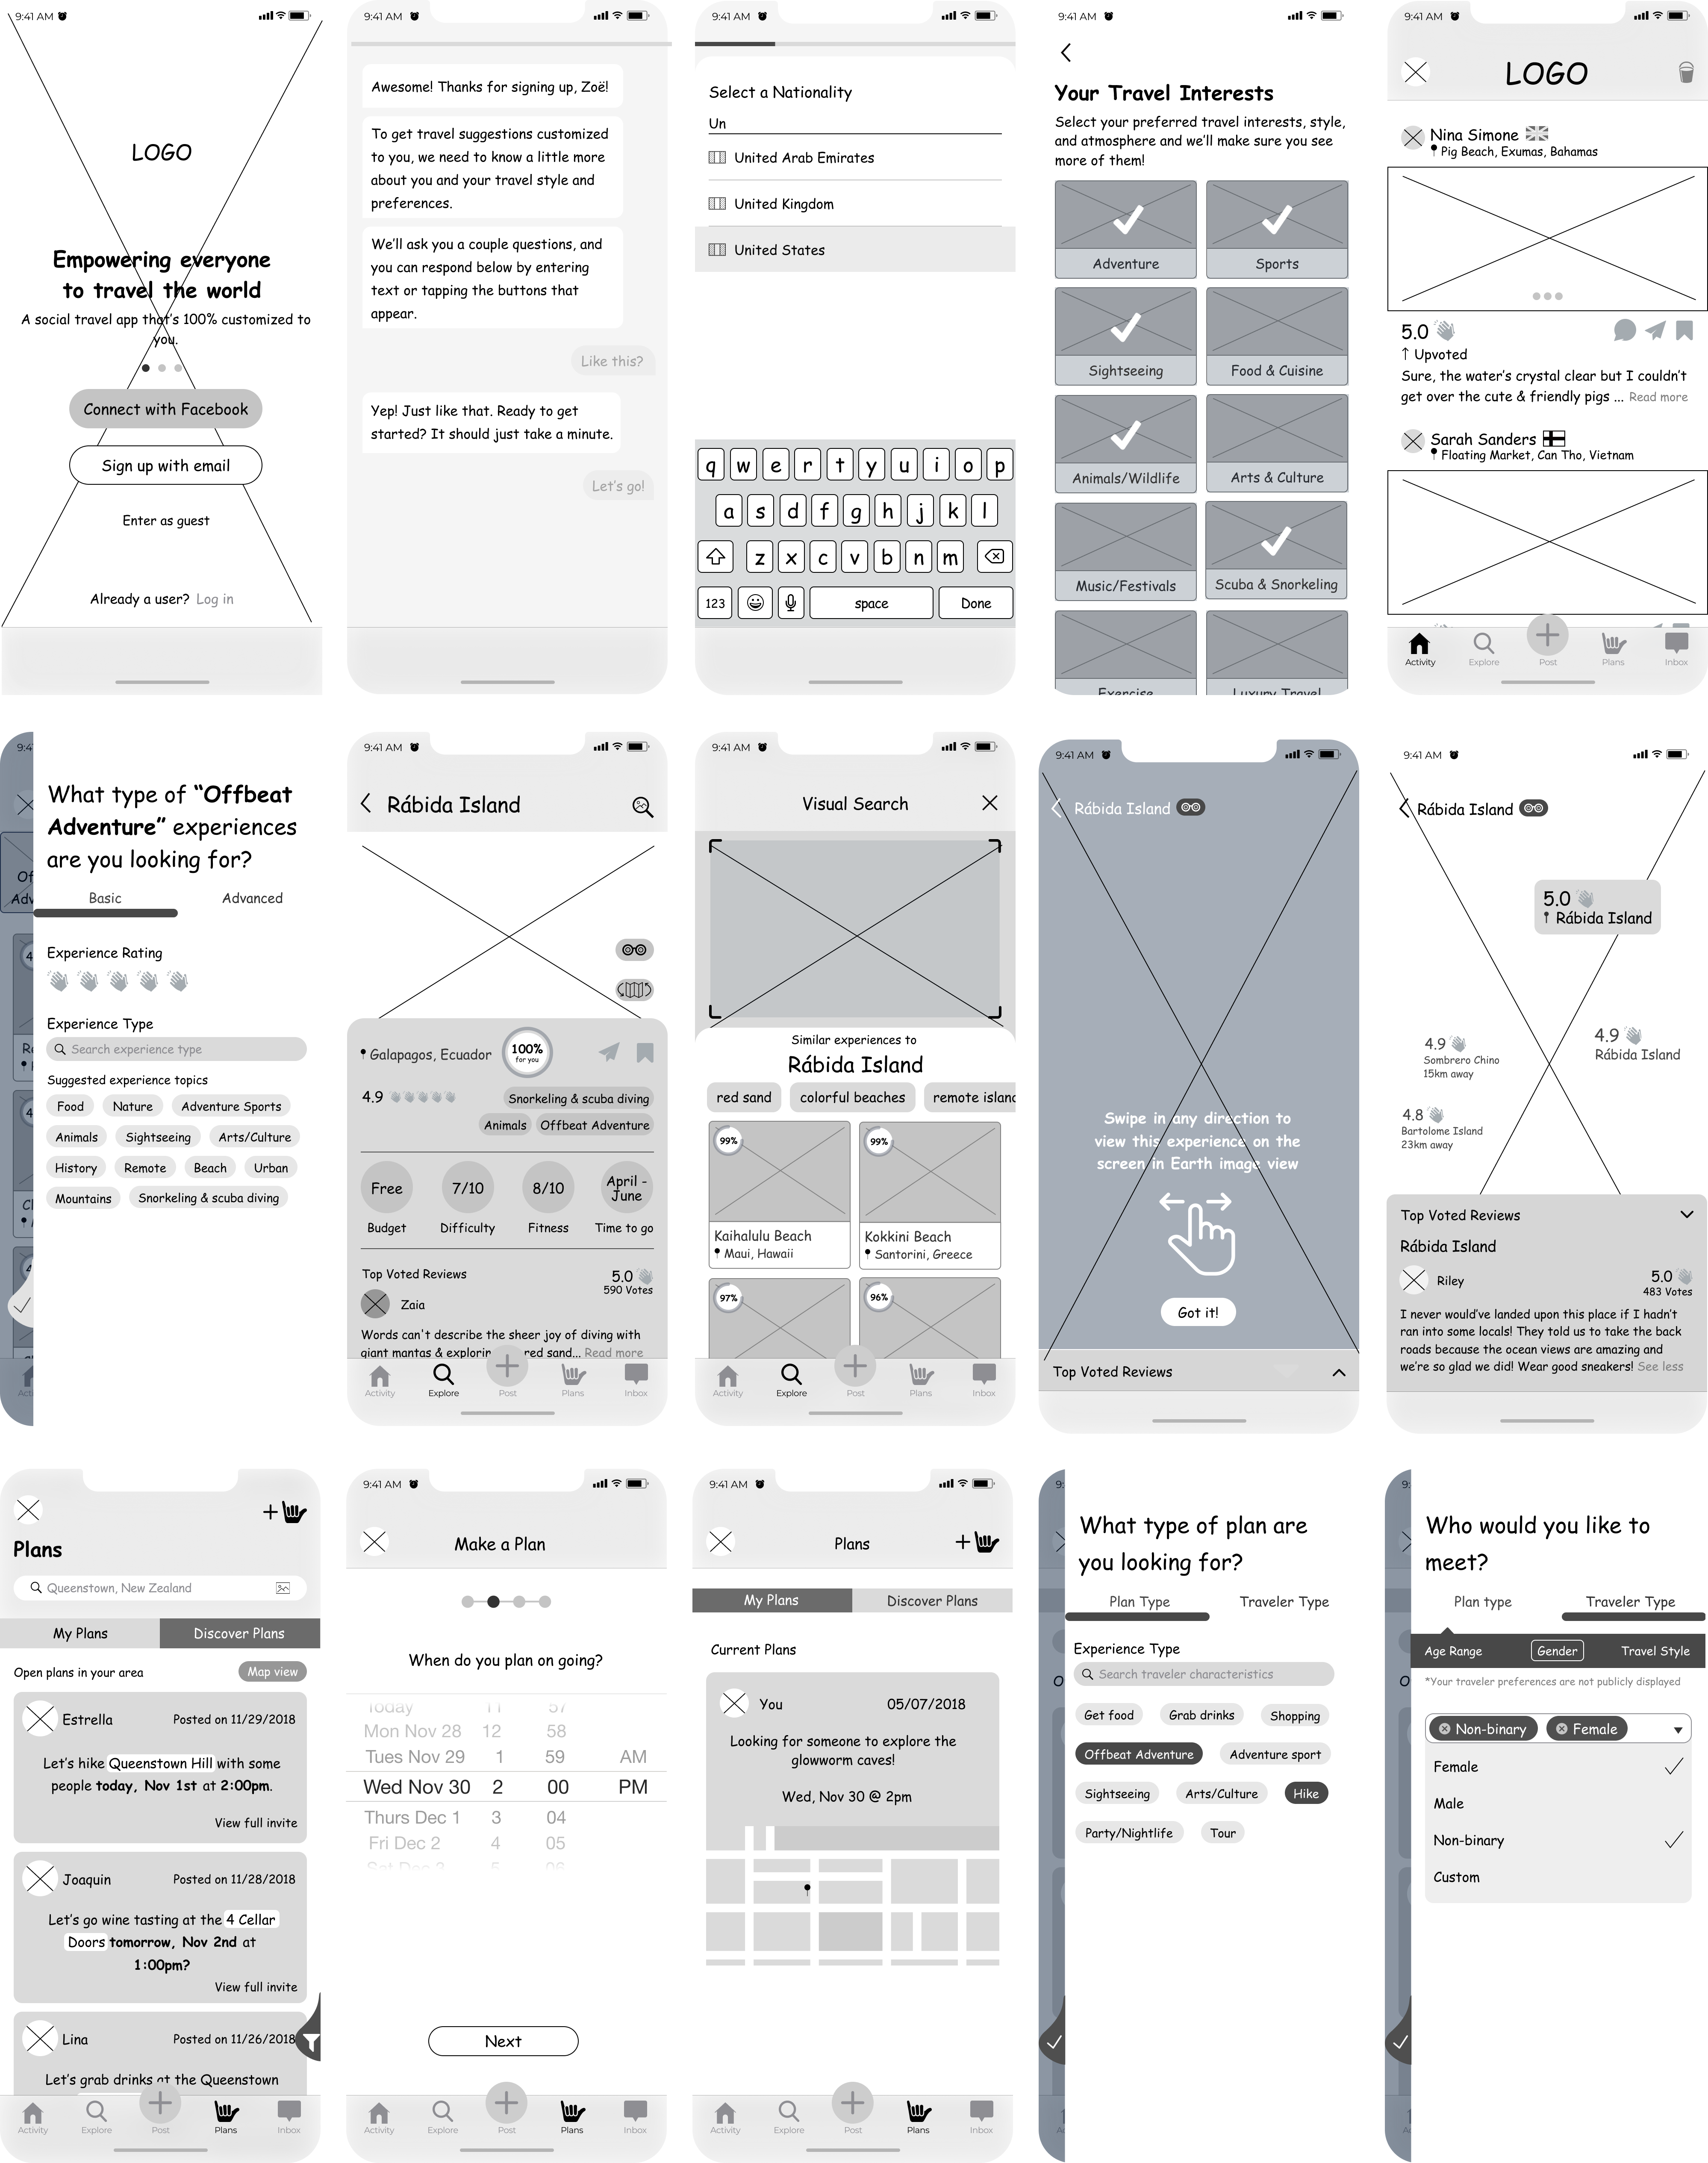 9:41 AM
LOGO
Empowering everyone
to travel the world
A social travel app that's 100% customized to
you.
Connect with Facebook
Sign up with email
Enter as guest
Already a user? Log in
9:41 AM
Awesome! Thanks for signing up, Zoë!
To get travel suggestions customized
to you, we need to know a little more
about you and your travel style and
preferences.
We'll ask you a couple questions, and
you can respond below by entering
text or tapping the buttons that
appear.
Like this?
Yep! Just like that. Ready to get
started? It should just take a minute.
Let's go!
9:41 AM
Select a Nationality
Un
United Arab Emirates
United Kingdom
United States
q w e r t y u i o p
a s d f g h j k l
z x c v b n m
123 space Done
9:41 AM
Your Travel Interests
Select your preferred travel interests, style,
and atmosphere and we'll make sure you see
more of them!
Adventure Sports
Sightseeing Food & Cuisine
Animals/Wildlife Arts & Culture
Music/Festivals Scuba & Snorkeling
Exercise Luxury Travel
9:41 AM
LOGO
Nina Simone
Pig Beach, Exumas, Bahamas
5.0
↑ Upvoted
Sure, the water's crystal clear but I couldn't
get over the cute & friendly pigs ... Read more
Sarah Sanders
Floating Market, Can Tho, Vietnam
Activity Explore Post Plans Inbox
9:41
What type of "Offbeat
Adventure" experiences
are you looking for?
Basic Advanced
Experience Rating
Experience Type
Search experience type
Suggested experience topics
Food Nature Adventure Sports
Animals Sightseeing Arts/Culture
History Remote Beach Urban
Mountains Snorkeling & scuba diving
9:41 AM
Rábida Island
Galapagos, Ecuador
100%
for you
4.9
Snorkeling & scuba diving
Animals Offbeat Adventure
Free 7/10 8/10 April -
June
Budget Difficulty Fitness Time to go
Top Voted Reviews
5.0
590 Votes
Zaia
Words can't describe the sheer joy of diving with
giant mantas & explorin red sand... Read more
Activity Explore Post Plans Inbox
9:41 AM
Visual Search
Similar experiences to
Rábida Island
red sand colorful beaches remote island
99% 99%
Kaihalulu Beach Kokkini Beach
Maui, Hawaii Santorini, Greece
97% 96%
Activity Explore Post Plans Inbox
9:41 AM
Rábida Island
Swipe in any direction to
view this experience on the
screen in Earth image view
Got it!
Top Voted Reviews
9:41 AM
Rábida Island
5.0
Rábida Island
4.9
Sombrero Chino
15km away
4.9
Rábida Island
4.8
Bartolome Island
23km away
Top Voted Reviews
Rábida Island
Riley
5.0
483 Votes
I never would've landed upon this place if I hadn't
ran into some locals! They told us to take the back
roads because the ocean views are amazing and
we're so glad we did! Wear good sneakers! See less
Plans
Queenstown, New Zealand
My Plans Discover Plans
Open plans in your area Map view
Estrella Posted on 11/29/2018
Let's hike Queenstown Hill with some
people today, Nov 1st at 2:00pm.
View full invite
Joaquin Posted on 11/28/2018
Let's go wine tasting at the 4 Cellar
Doors tomorrow, Nov 2nd at
1:00pm?
View full invite
Lina Posted on 11/26/2018
Let's grab drinks at the Queenstown
Activity Explore Post Plans Inbox
9:41 AM
Make a Plan
When do you plan on going?
Today 11 57
Mon Nov 28 12 58
Tues Nov 29 1 59 AM
Wed Nov 30 2 00 PM
Thurs Dec 1 3 04
Fri Dec 2 4 05
Sat Dec 3 5 06
Next
Activity Explore Post Plans Inbox
9:41 AM
Plans
My Plans Discover Plans
Current Plans
You 05/07/2018
Looking for someone to explore the
glowworm caves!
Wed, Nov 30 @ 2pm
Activity Explore Post Plans Inbox
What type of plan are
you looking for?
Plan Type Traveler Type
Experience Type
Search traveler characteristics
Get food Grab drinks Shopping
Offbeat Adventure Adventure sport
Sightseeing Arts/Culture Hike
Party/Nightlife Tour
Who would you like to
meet?
Plan type Traveler Type
Age Range Gender Travel Style
*Your traveler preferences are not publicly displayed
Non-binary Female
Female
Male
Non-binary
Custom